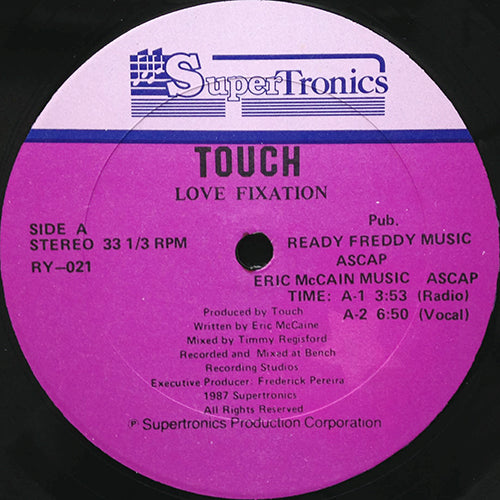 SuperTronics
TOUCH
LOVE FIXATION
SIDE A
STEREO 33 1/3 RPM
RY-021
Pub.
READY FREDDY MUSIC
ASCAP
ERIC McCAIN MUSIC ASCAP
TIME: A-1 3:53 (Radio)
A-2 6:50 (Vocal)
Produced by Touch
Written by Eric McCaine
Mixed by Timmy Regisford
Recorded and Mixad at Bench
Recording Studios
Executive Producer: Frederick Pereira
1987 Supertronics
All Rights Reserved
℗ Supertronics Production Corporation